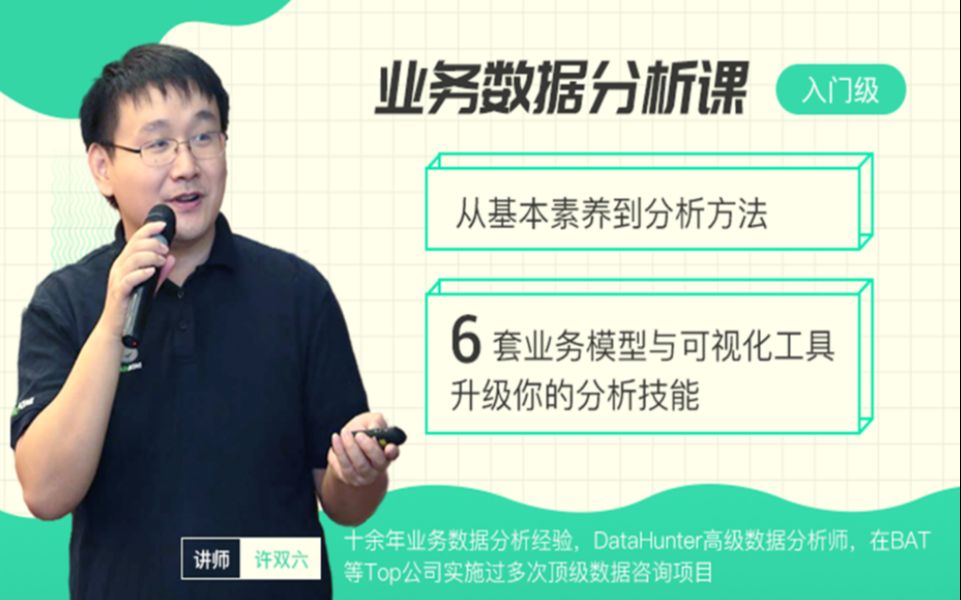 业务数据分析课
入门级
从基本素养到分析方法
6套业务模型与可视化工具
升级你的分析技能
讲师
许双六
十余年业务数据分析经验，DataHunter高级数据分析师，在BAT
等Top公司实施过多次顶级数据咨询项目